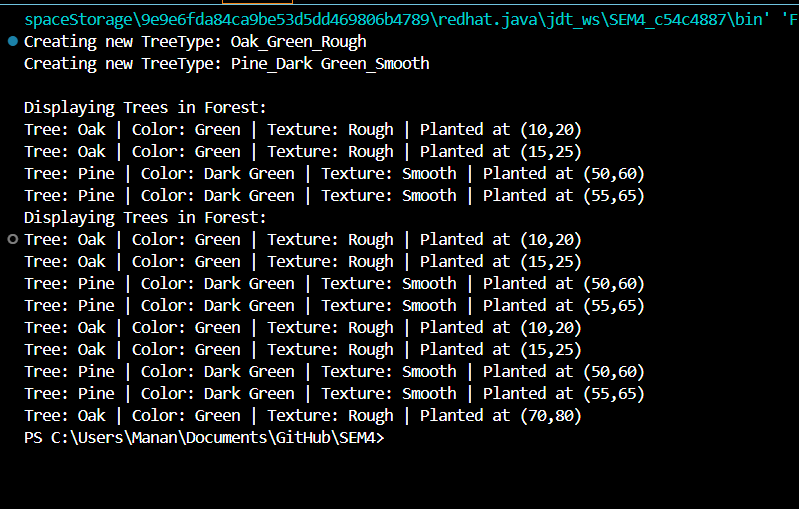 spaceStorage\9e9e6fda84ca9be53d5dd469806b4789\redhat.java\jdt_ws\SEM4_c54c4887\bin' 'F
Creating new TreeType: Oak_Green_Rough
Creating new TreeType: Pine_Dark Green_Smooth
Displaying Trees in Forest:
Tree: Oak | Color: Green | Texture: Rough | Planted at (10,20)
Tree: Oak | Color: Green | Texture: Rough | Planted at (15,25)
Tree: Pine | Color: Dark Green | Texture: Smooth | Planted at (50,60)
Tree: Pine | Color: Dark Green | Texture: Smooth | Planted at (55,65)
Displaying Trees in Forest:
Tree: Oak | Color: Green | Texture: Rough | Planted at (10,20)
Tree: Oak | Color: Green | Texture: Rough | Planted at (15,25)
Tree: Pine | Color: Dark Green | Texture: Smooth | Planted at (50,60)
Tree: Pine | Color: Dark Green | Texture: Smooth | Planted at (55,65)
Tree: Oak | Color: Green | Texture: Rough | Planted at (10,20)
Tree: Oak | Color: Green | Texture: Rough | Planted at (15,25)
Tree: Pine | Color: Dark Green | Texture: Smooth | Planted at (50,60)
Tree: Pine | Color: Dark Green | Texture: Smooth | Planted at (55,65)
Tree: Oak | Color: Green | Texture: Rough | Planted at (70,80)
PS C:\Users\Manan\Documents\GitHub\SEM4>